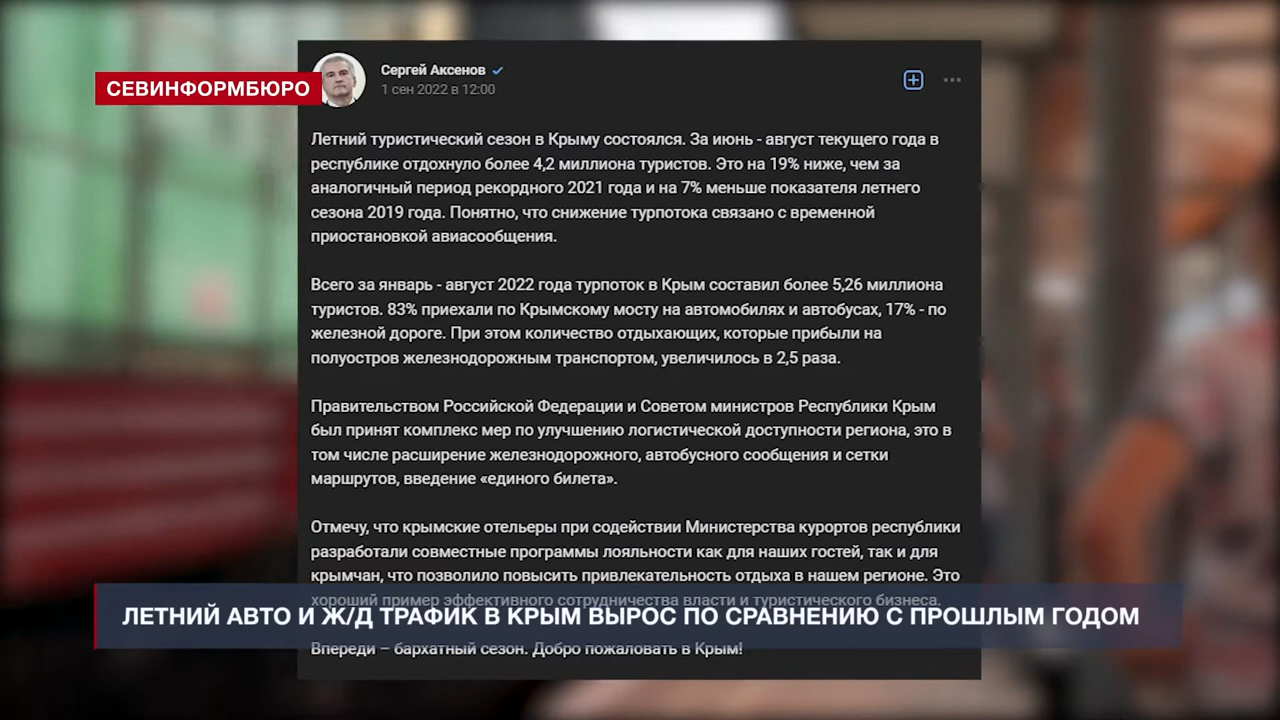 СЕВИНФОРМБЮРО
Сергей Аксенов
1 сен 2022 в 12:00
Летний туристический сезон в Крыму состоялся. За июнь - август текущего года в
республике отдохнуло более 4,2 миллиона туристов. Это на 19% ниже, чем за
аналогичный период рекордного 2021 года и на 7% меньше показателя летнего
сезона 2019 года. Понятно, что снижение турпотока связано с временной
приостановкой авиасообщения.
Всего за январь - август 2022 года турпоток в Крым составил более 5,26 миллиона
туристов. 83% приехали по Крымскому мосту на автомобилях и автобусах, 17% - по
железной дороге. При этом количество отдыхающих, которые прибыли на
полуостров железнодорожным транспортом, увеличилось в 2,5 раза.
Правительством Российской Федерации и Советом министров Республики Крым
был принят комплекс мер по улучшению логистической доступности региона, это в
том числе расширение железнодорожного, автобусного сообщения и сетки
маршрутов, введение «единого билета».
Отмечу, что крымские отельеры при содействии Министерства курортов республики
разработали совместные программы лояльности как для наших гостей, так и для
крымчан, что позволило повысить привлекательность отдыха в нашем регионе. Это
хороший пример эффективного сотрудничества власти и туристического бизнеса.
ЛЕТНИЙ АВТО И Ж/Д ТРАФИК В КРЫМ ВЫРОС ПО СРАВНЕНИЮ С ПРОШЛЫМ ГОДОМ
Впереди – бархатный сезон. Добро пожаловать в Крым!